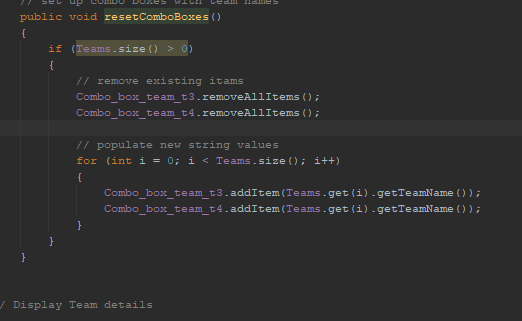 // set up combo boxes with team names
public void resetComboBoxes()
{
if (Teams.size() > 0)
{
// remove existing itams
Combo_box_team_t3.removeAllItems();
Combo_box_team_t4.removeAllItems();
// populate new string values
for (int i = 0; i < Teams.size(); i++)
{
Combo_box_team_t3.addItem(Teams.get(i).getTeamName());
Combo_box_team_t4.addItem(Teams.get(i).getTeamName());
}
}
}
/ Display Team details